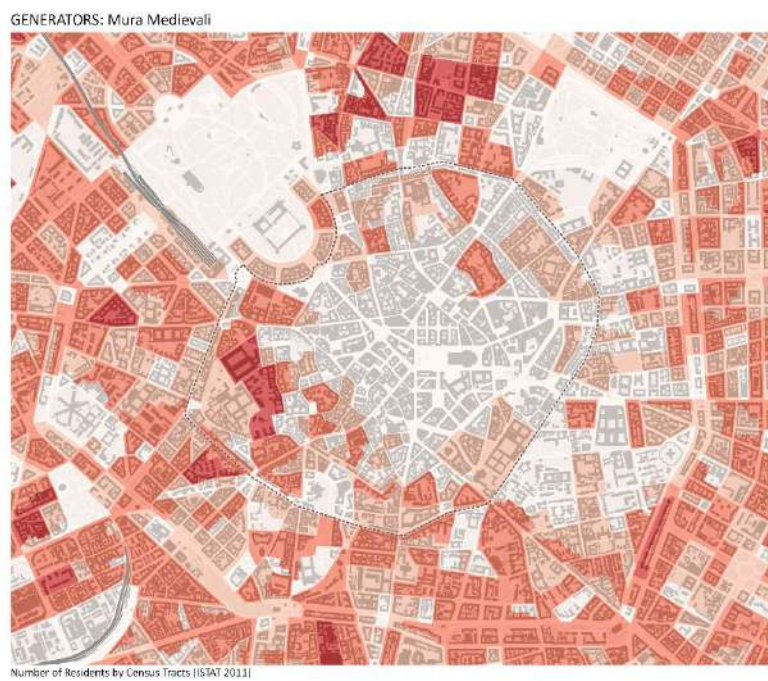 GENERATORS: Mura Medievali
Number of Residents by Census Tracts [ISTAT 2011]